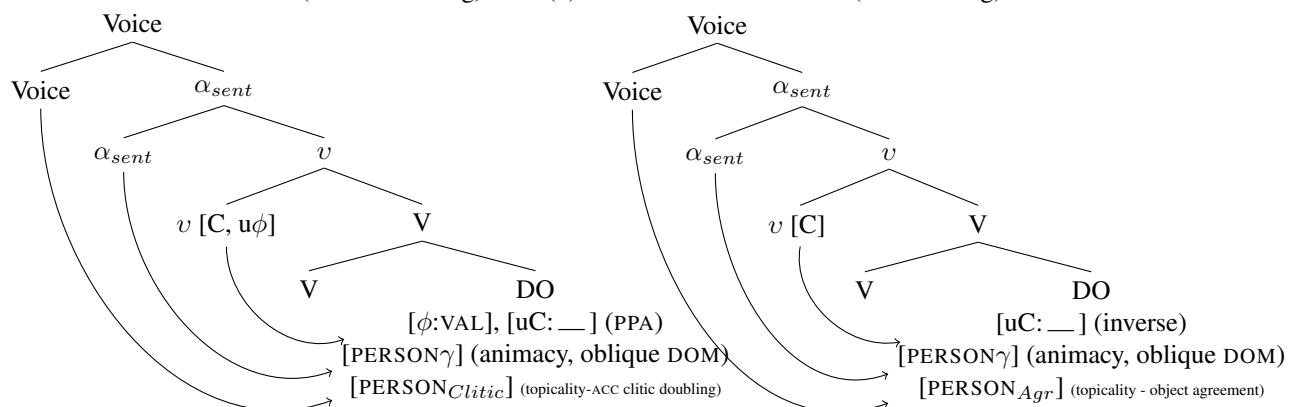 Voice Voice
Voice α_sent Voice α_sent
α_sent υ α_sent υ
υ [C, uϕ] V υ [C] V
V DO V DO
[ϕ:VAL], [uC: __ ] (PPA) [uC: __ ] (inverse)
[PERSONγ] (animacy, oblique DOM) [PERSONγ] (animacy, oblique DOM)
[PERSON_Clitic] (topicality-ACC clitic doubling) [PERSON_Agr] (topicality - object agreement)